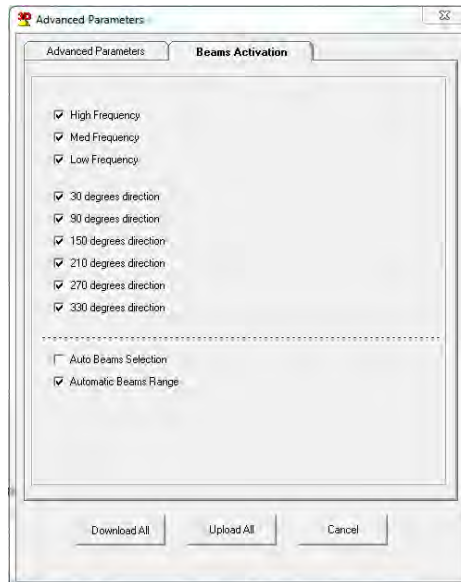 3D
Advanced Parameters
Advanced Parameters
Beams Activation
High Frequency
Med Frequency
Low Frequency
30 degrees direction
90 degrees direction
150 degrees direction
210 degrees direction
270 degrees direction
330 degrees direction
Auto Beams Selection
Automatic Beams Range
Download All
Upload All
Cancel